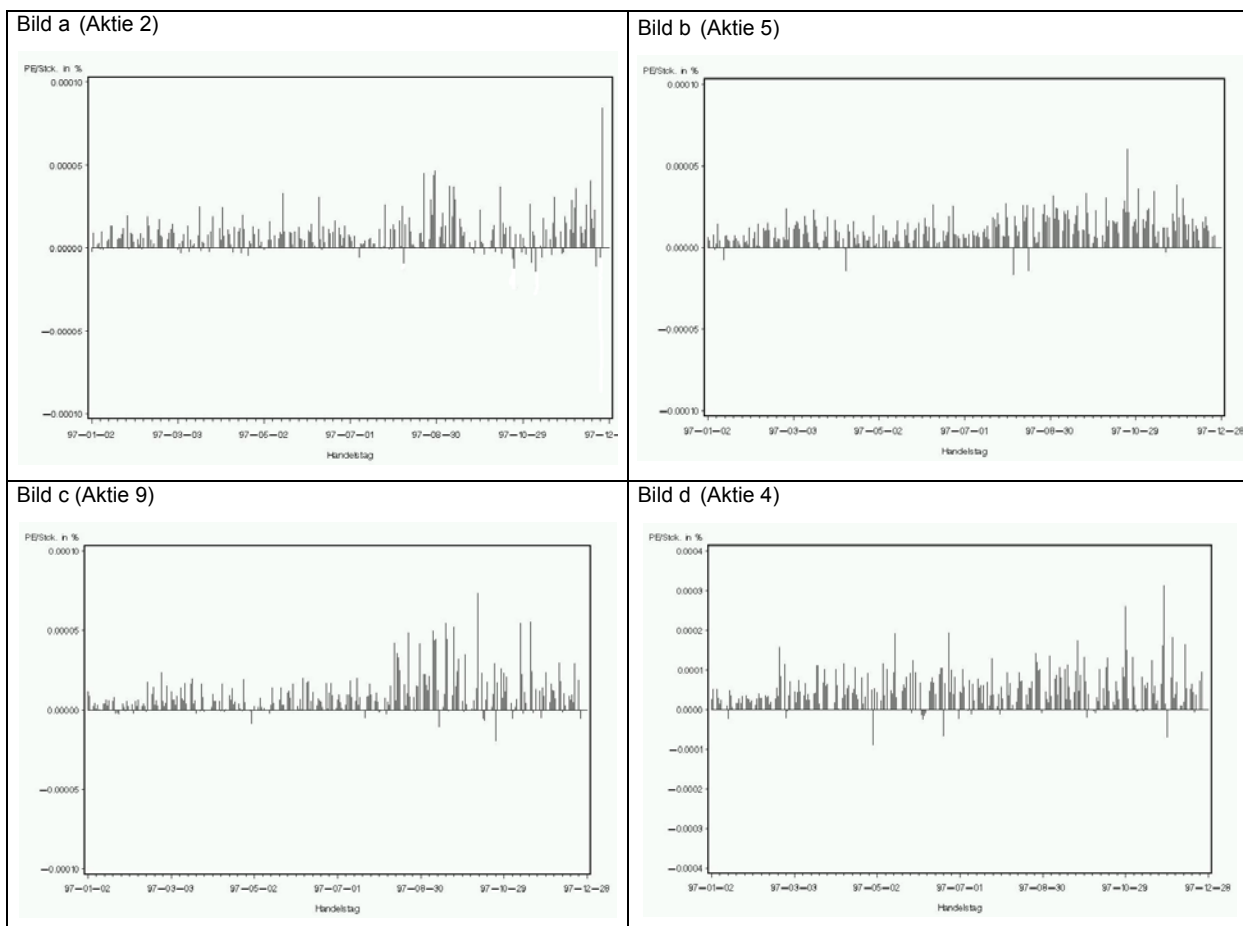 Bild a (Aktie 2)
PE/Stck. in %
0.00010
0.00005
0.00000
—0.00005
—0.00010
97—01—02 97—03—03 97—05—02 97—07—01 97—08—30 97—10—29 97—12—
Handelstag
Bild b (Aktie 5)
PE/Stck. in %
0.00010
0.00005
0.00000
—0.00005
—0.00010
97—01—02 97—03—03 97—05—02 97—07—01 97—08—30 97—10—29 97—12—28
Handelstag
Bild c (Aktie 9)
PE/Stck. in %
0.00010
0.00005
0.00000
—0.00005
—0.00010
97—01—02 97—03—03 97—05—02 97—07—01 97—08—30 97—10—29 97—12—28
Handelstag
Bild d (Aktie 4)
PE/Stck. in %
0.0004
0.0003
0.0002
0.0001
0.0000
—0.0001
—0.0002
—0.0003
—0.0004
97—01—02 97—03—03 97—05—02 97—07—01 97—08—30 97—10—29 97—12—28
Handelstag